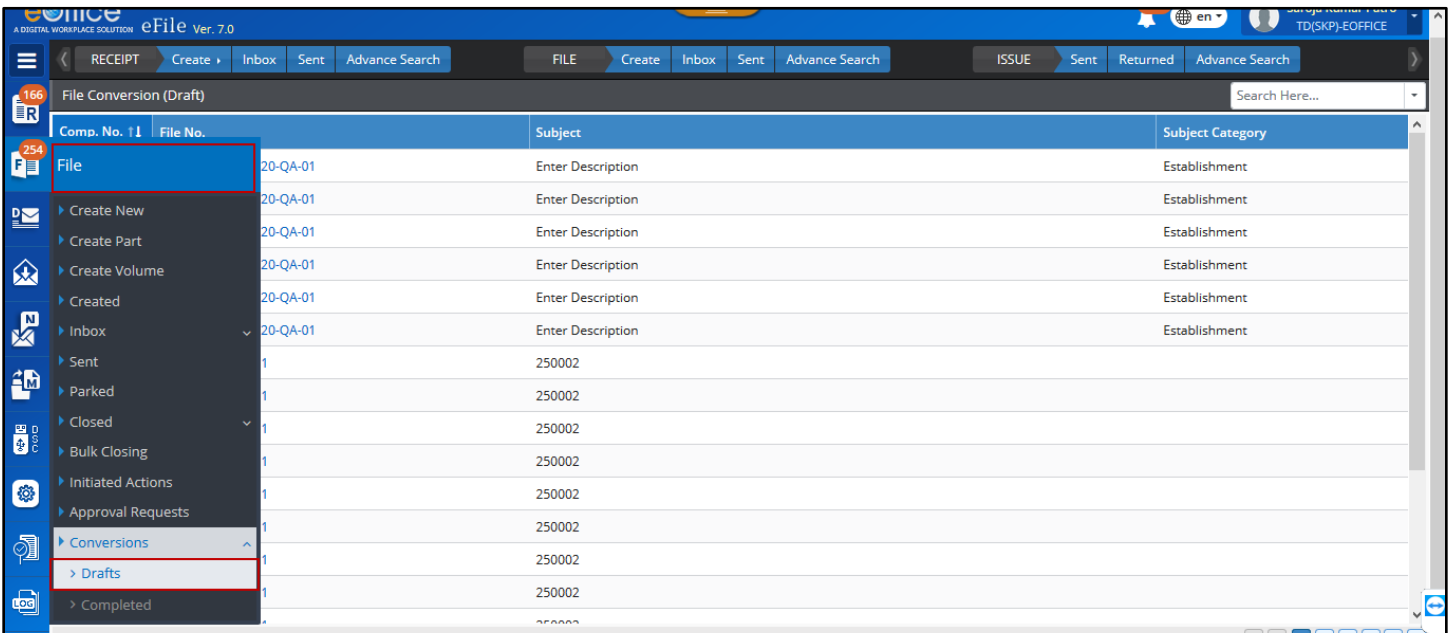 eOffice
A DIGITAL WORKPLACE SOLUTION eFile Ver. 7.0
en
Saroja Kumar Patro
TD(SKP)-EOFFICE
RECEIPT Create Inbox Sent Advance Search FILE Create Inbox Sent Advance Search ISSUE Sent Returned Advance Search
166
R
File Conversion (Draft)
Search Here...
Comp. No. File No. Subject Subject Category
254
F
File
20-QA-01 Enter Description Establishment
Create New
20-QA-01 Enter Description Establishment
D
Create Part
20-QA-01 Enter Description Establishment
Create Volume
20-QA-01 Enter Description Establishment
Created
20-QA-01 Enter Description Establishment
N
Inbox
20-QA-01 Enter Description Establishment
Sent
1 250002
M
Parked
1 250002
Closed
1 250002
DSC
Bulk Closing
1 250002
Initiated Actions
1 250002
Approval Requests
1 250002
Conversions
1 250002
Drafts
1 250002
LOG
Completed
250002